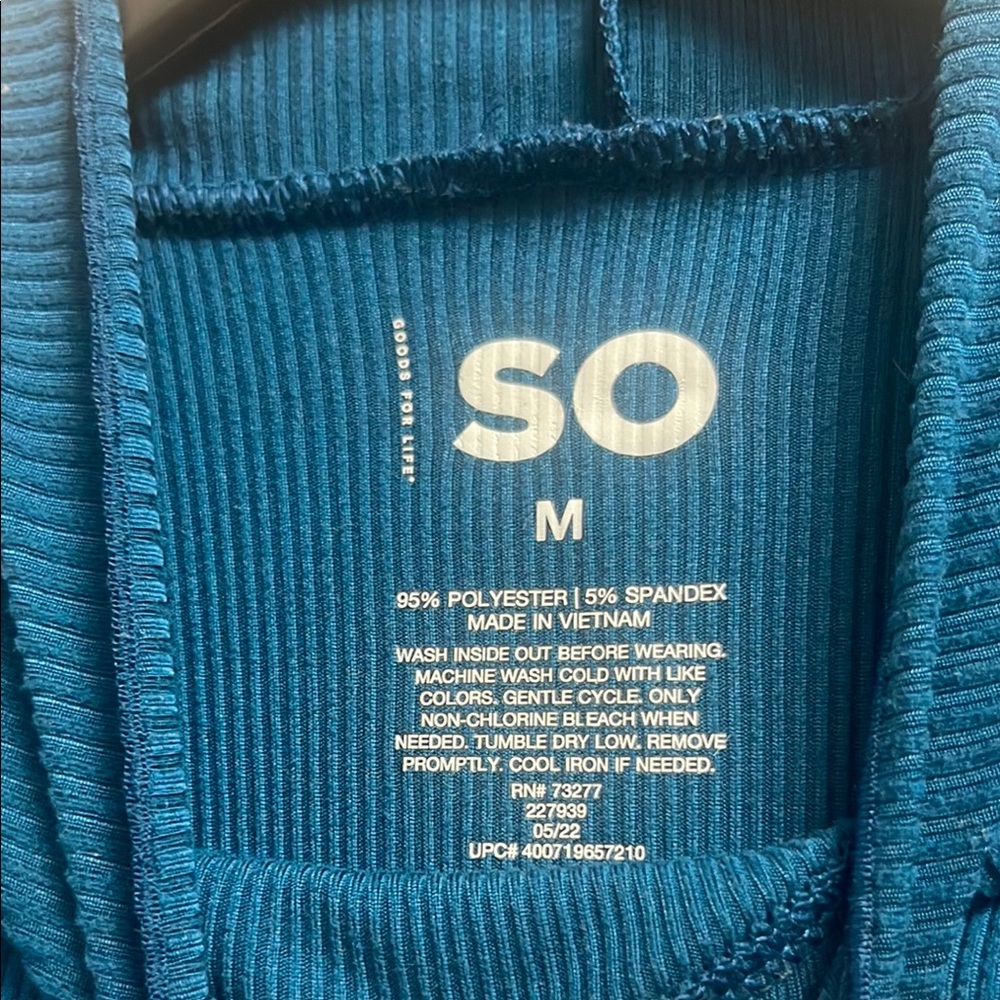 GOODS FOR LIFE®
SO
M
95% POLYESTER | 5% SPANDEX
MADE IN VIETNAM
WASH INSIDE OUT BEFORE WEARING.
MACHINE WASH COLD WITH LIKE
COLORS. GENTLE CYCLE. ONLY
NON-CHLORINE BLEACH WHEN
NEEDED. TUMBLE DRY LOW. REMOVE
PROMPTLY. COOL IRON IF NEEDED.
RN# 73277
227939
05/22
UPC# 400719657210